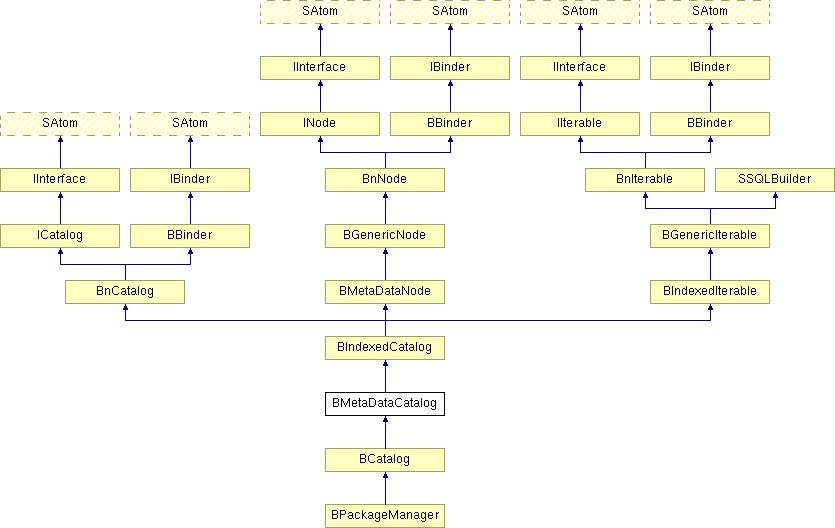 SAtom SAtom SAtom SAtom
IInterface IBinder IInterface IBinder
SAtom SAtom INode BBinder IIterable BBinder
IInterface IBinder BnNode BnIterable SSQLBuilder
ICatalog BBinder BGenericNode BGenericIterable
BnCatalog BMetaDataNode BIndexedIterable
BIndexedCatalog
BMetaDataCatalog
BCatalog
BPackageManager